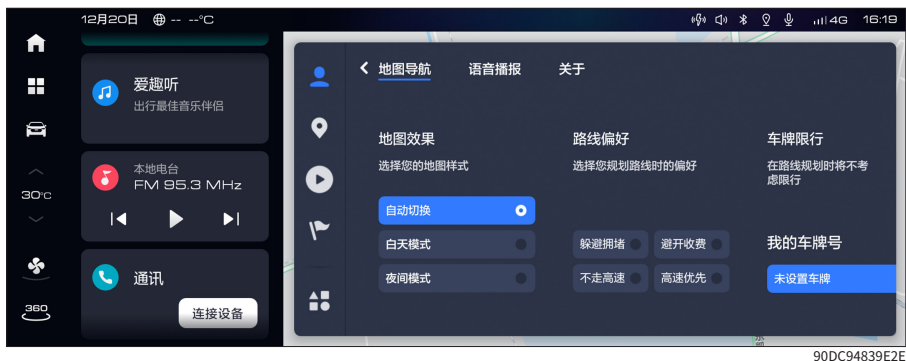 12月20日 -- --°C 4G 16:19
爱趣听
出行最佳音乐伴侣
本地电台
FM 95.3 MHz
30°C
通讯
连接设备
360
地图导航 语音播报 关于
地图效果
选择您的地图样式
自动切换
白天模式
夜间模式
路线偏好
选择您规划路线时的偏好
躲避拥堵 避开收费
不走高速 高速优先
车牌限行
在路线规划时将不考
虑限行
我的车牌号
未设置车牌
90DC94839E2E